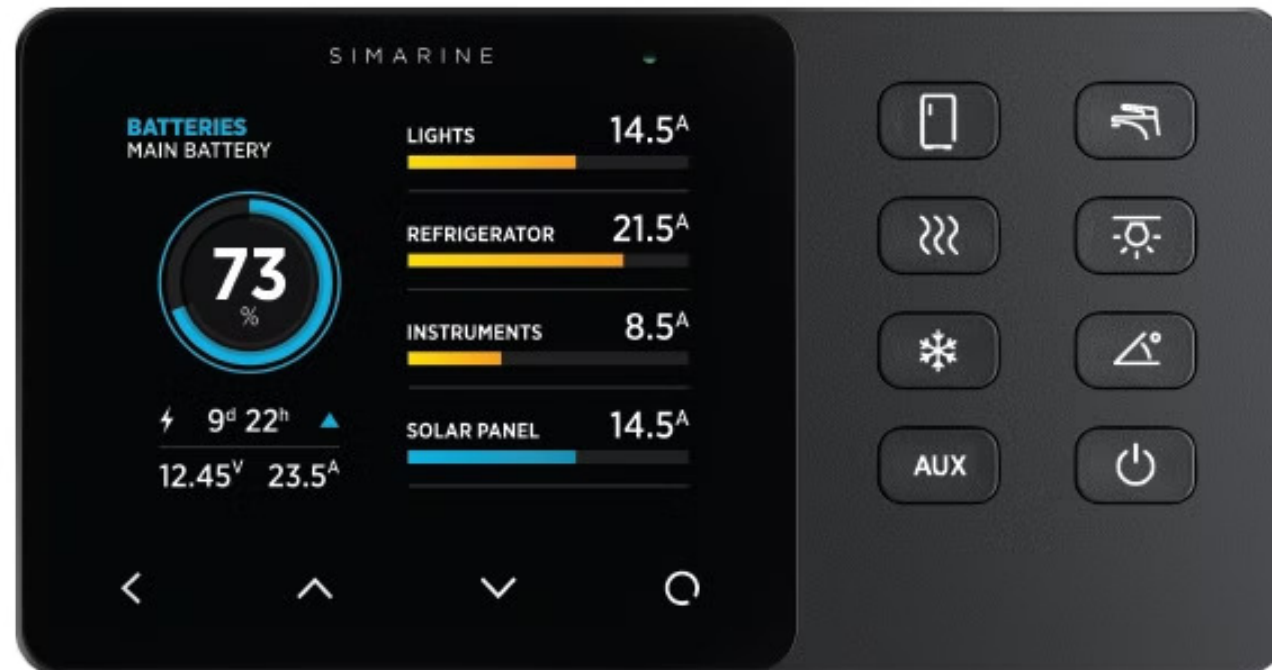 SIMARINE
BATTERIES
MAIN BATTERY
73
%
9d 22h
12.45V 23.5A
LIGHTS 14.5A
REFRIGERATOR 21.5A
INSTRUMENTS 8.5A
SOLAR PANEL 14.5A
AUX